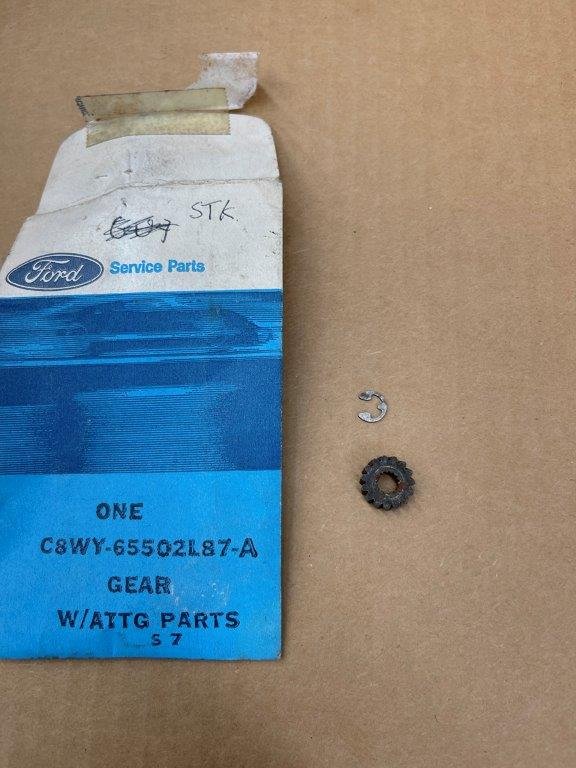 STK
Ford Service Parts
ONE
C8WY-65502L87-A
GEAR
W/ATTG PARTS
S 7